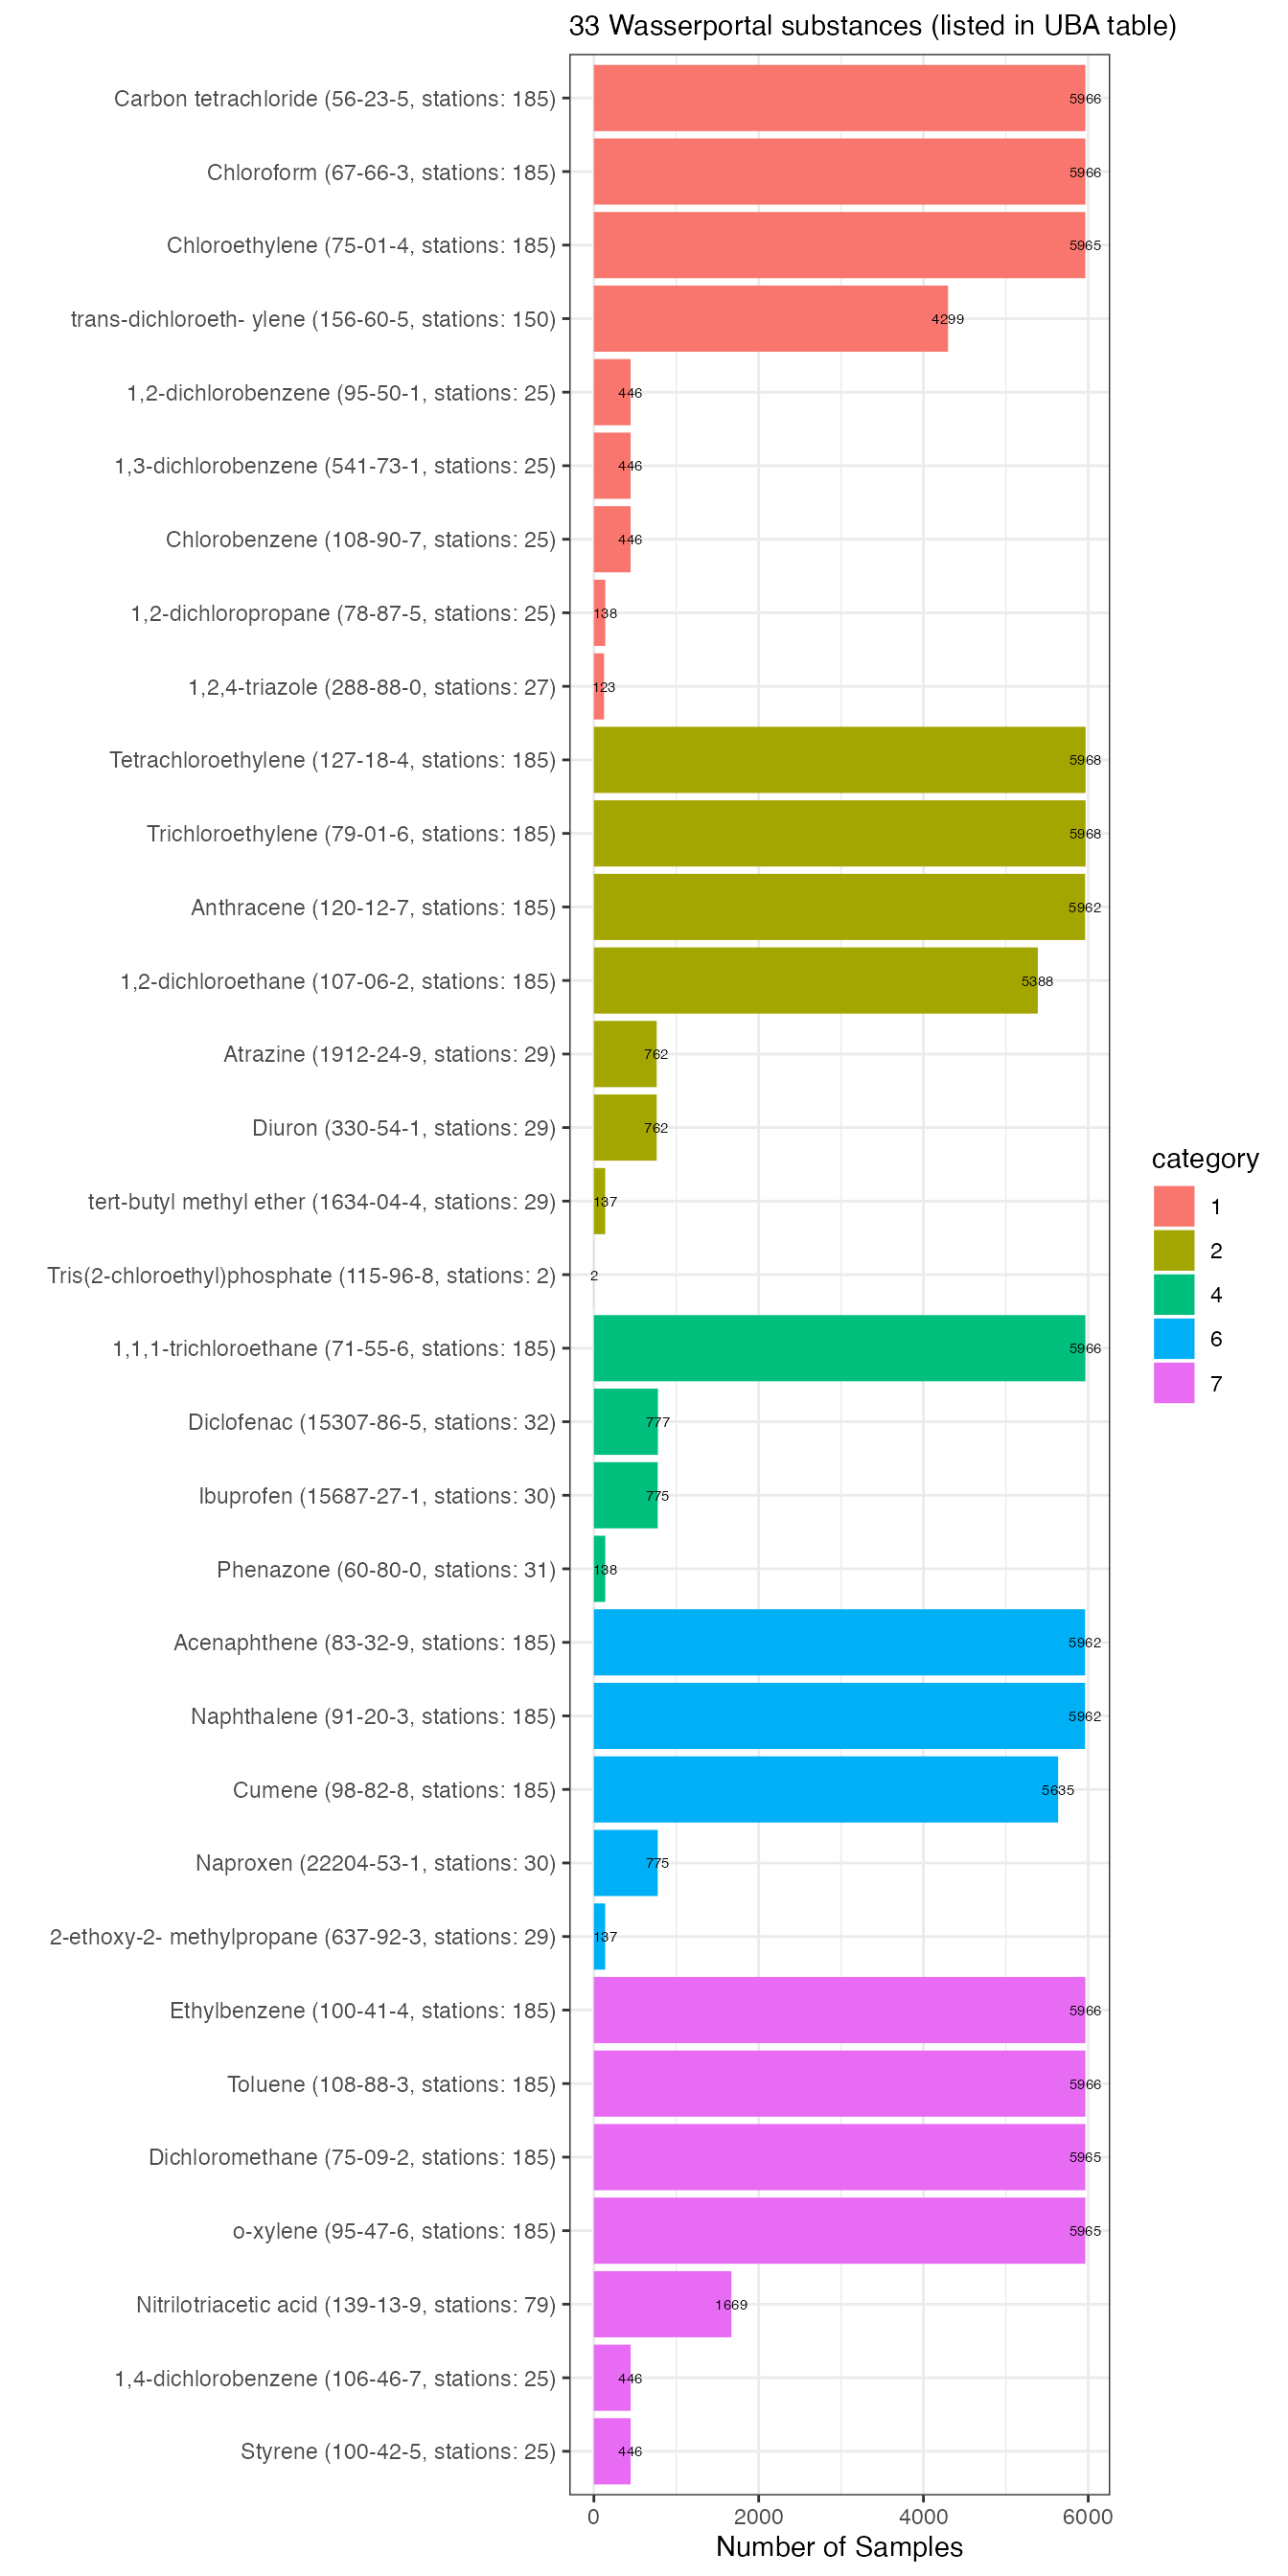 33 Wasserportal substances (listed in UBA table)
Carbon tetrachloride (56-23-5, stations: 185) 5966
Chloroform (67-66-3, stations: 185) 5966
Chloroethylene (75-01-4, stations: 185) 5965
trans-dichloroeth- ylene (156-60-5, stations: 150) 4299
1,2-dichlorobenzene (95-50-1, stations: 25) 446
1,3-dichlorobenzene (541-73-1, stations: 25) 446
Chlorobenzene (108-90-7, stations: 25) 446
1,2-dichloropropane (78-87-5, stations: 25) 138
1,2,4-triazole (288-88-0, stations: 27) 123
Tetrachloroethylene (127-18-4, stations: 185) 5968
Trichloroethylene (79-01-6, stations: 185) 5968
Anthracene (120-12-7, stations: 185) 5962
1,2-dichloroethane (107-06-2, stations: 185) 5388
Atrazine (1912-24-9, stations: 29) 762
Diuron (330-54-1, stations: 29) 762
tert-butyl methyl ether (1634-04-4, stations: 29) 137
Tris(2-chloroethyl)phosphate (115-96-8, stations: 2) 2
1,1,1-trichloroethane (71-55-6, stations: 185) 5966
Diclofenac (15307-86-5, stations: 32) 777
Ibuprofen (15687-27-1, stations: 30) 775
Phenazone (60-80-0, stations: 31) 138
Acenaphthene (83-32-9, stations: 185) 5962
Naphthalene (91-20-3, stations: 185) 5962
Cumene (98-82-8, stations: 185) 5635
Naproxen (22204-53-1, stations: 30) 775
2-ethoxy-2- methylpropane (637-92-3, stations: 29) 137
Ethylbenzene (100-41-4, stations: 185) 5966
Toluene (108-88-3, stations: 185) 5966
Dichloromethane (75-09-2, stations: 185) 5965
o-xylene (95-47-6, stations: 185) 5965
Nitrilotriacetic acid (139-13-9, stations: 79) 1669
1,4-dichlorobenzene (106-46-7, stations: 25) 446
Styrene (100-42-5, stations: 25) 446
0 2000 4000 6000
Number of Samples
category
1
2
4
6
7